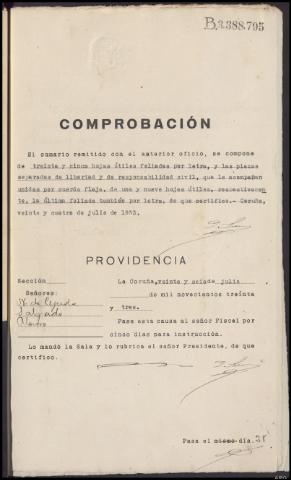 B,3.388.795
COMPROBACIÓN
El sumario remitido con el anterior oficio, se compone
de treinta y cinco hojas útiles foliadas por letra, y las piezas
separadas de libertad y de responsabilidad civil, que le acompañan
unidas por cuerda floja, de una y nueve hojas útiles, respectivamen-
te, la última foliada también por letra, de que certifico.- Coruña,
veinte y cuatro de julio de 1933.
PROVIDENCIA
Sección
Señores:
Salgado
La Coruña, veinte y seis de julio
de mil novecientos treinta
y tres.
Pase esta causa al señor Fiscal por
cinco días para instrucción.
Lo mandó la Sala y lo rubrica el señor Presidente, de que
certifico.
Pasa el mismo día.